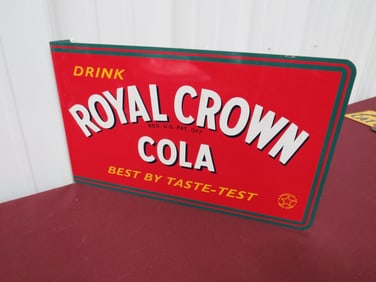 DRINK
ROYAL CROWN
REG. U.S. PAT. OFF.
COLA
BEST BY TASTE-TEST